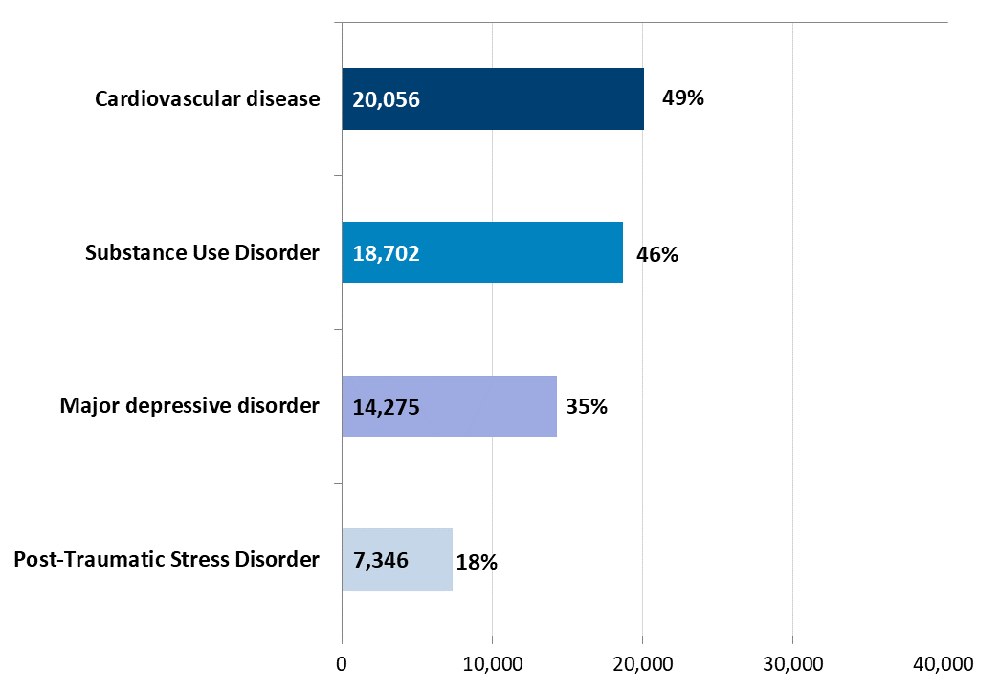 Cardiovascular disease
20,056
49%
Substance Use Disorder
18,702
46%
Major depressive disorder
14,275
35%
Post-Traumatic Stress Disorder
7,346
18%
0 10,000 20,000 30,000 40,000